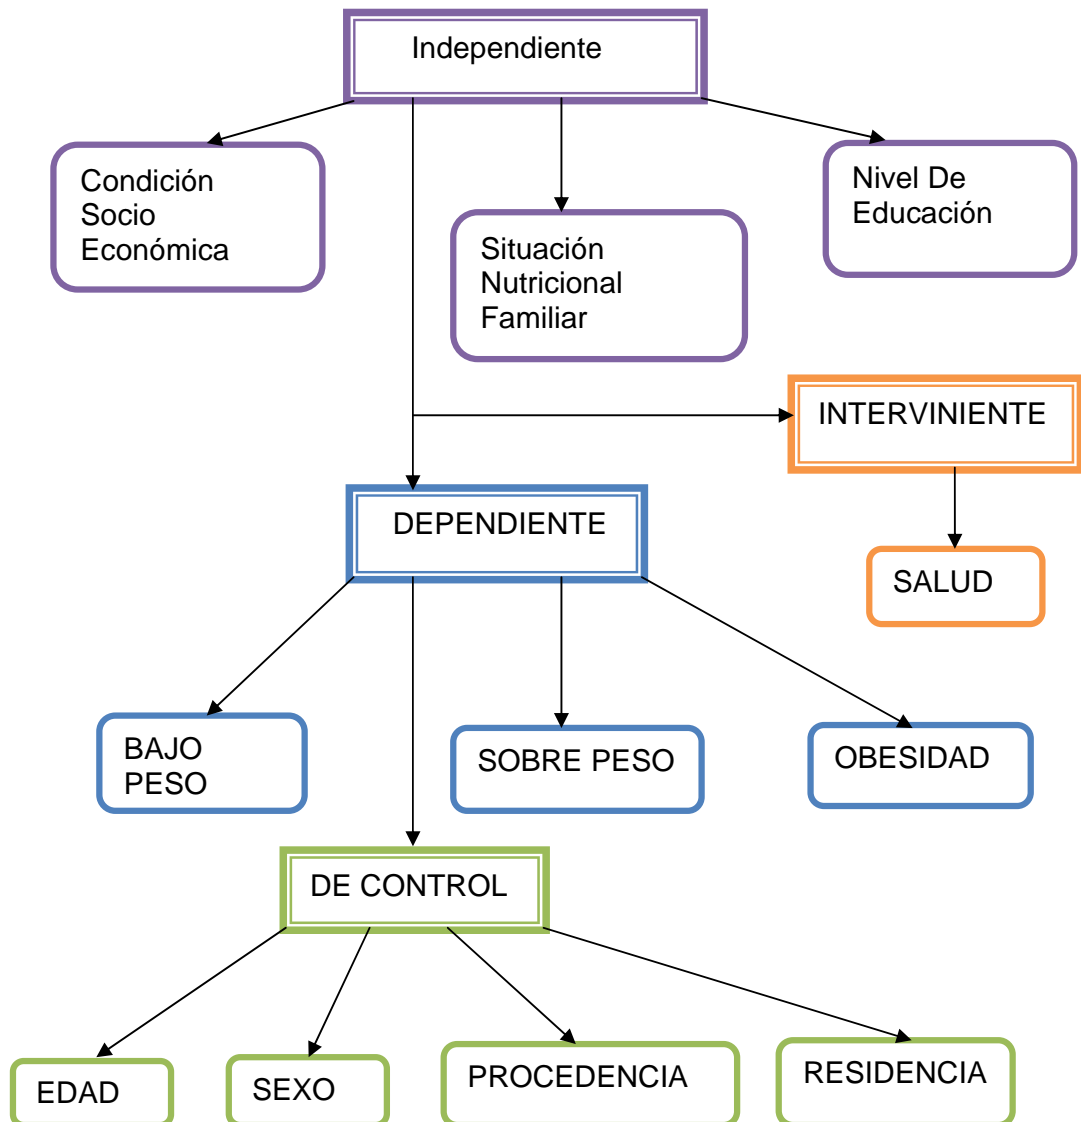 Independiente
Condición
Socio
Económica
Situación
Nutricional
Familiar
Nivel De
Educación
INTERVINIENTE
DEPENDIENTE
SALUD
BAJO
PESO
SOBRE PESO
OBESIDAD
DE CONTROL
EDAD
SEXO
PROCEDENCIA
RESIDENCIA